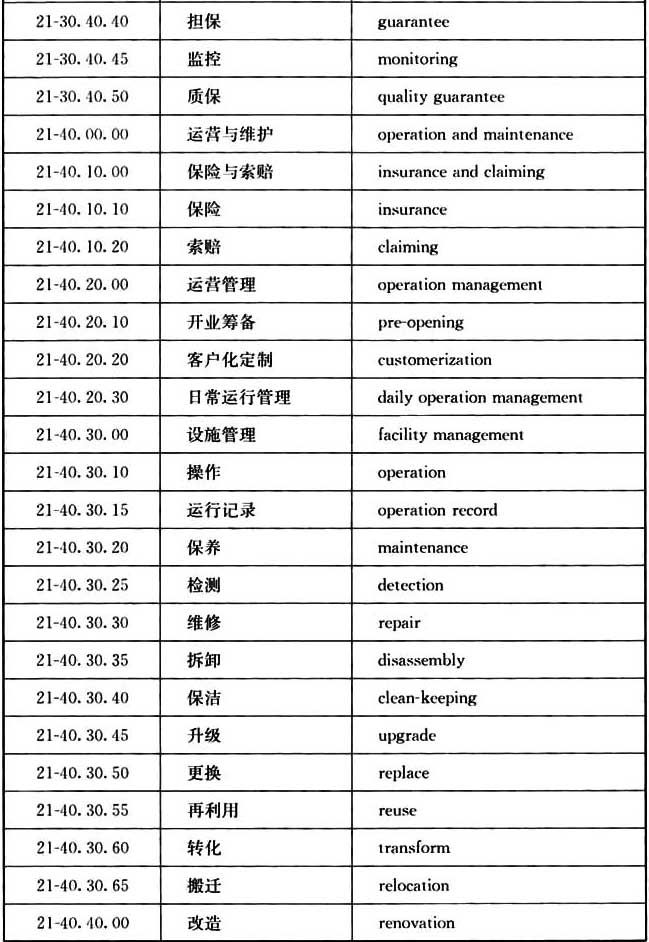 21-30.40.40 担保 guarantee
21-30.40.45 监控 monitoring
21-30.40.50 质保 quality guarantee
21-40.00.00 运营与维护 operation and maintenance
21-40.10.00 保险与索赔 insurance and claiming
21-40.10.10 保险 insurance
21-40.10.20 索赔 claiming
21-40.20.00 运营管理 operation management
21-40.20.10 开业筹备 pre-opening
21-40.20.20 客户化定制 customerization
21-40.20.30 日常运行管理 daily operation management
21-40.30.00 设施管理 facility management
21-40.30.10 操作 operation
21-40.30.15 运行记录 operation record
21-40.30.20 保养 maintenance
21-40.30.25 检测 detection
21-40.30.30 维修 repair
21-40.30.35 拆卸 disassembly
21-40.30.40 保洁 clean-keeping
21-40.30.45 升级 upgrade
21-40.30.50 更换 replace
21-40.30.55 再利用 reuse
21-40.30.60 转化 transform
21-40.30.65 搬迁 relocation
21-40.40.00 改造 renovation